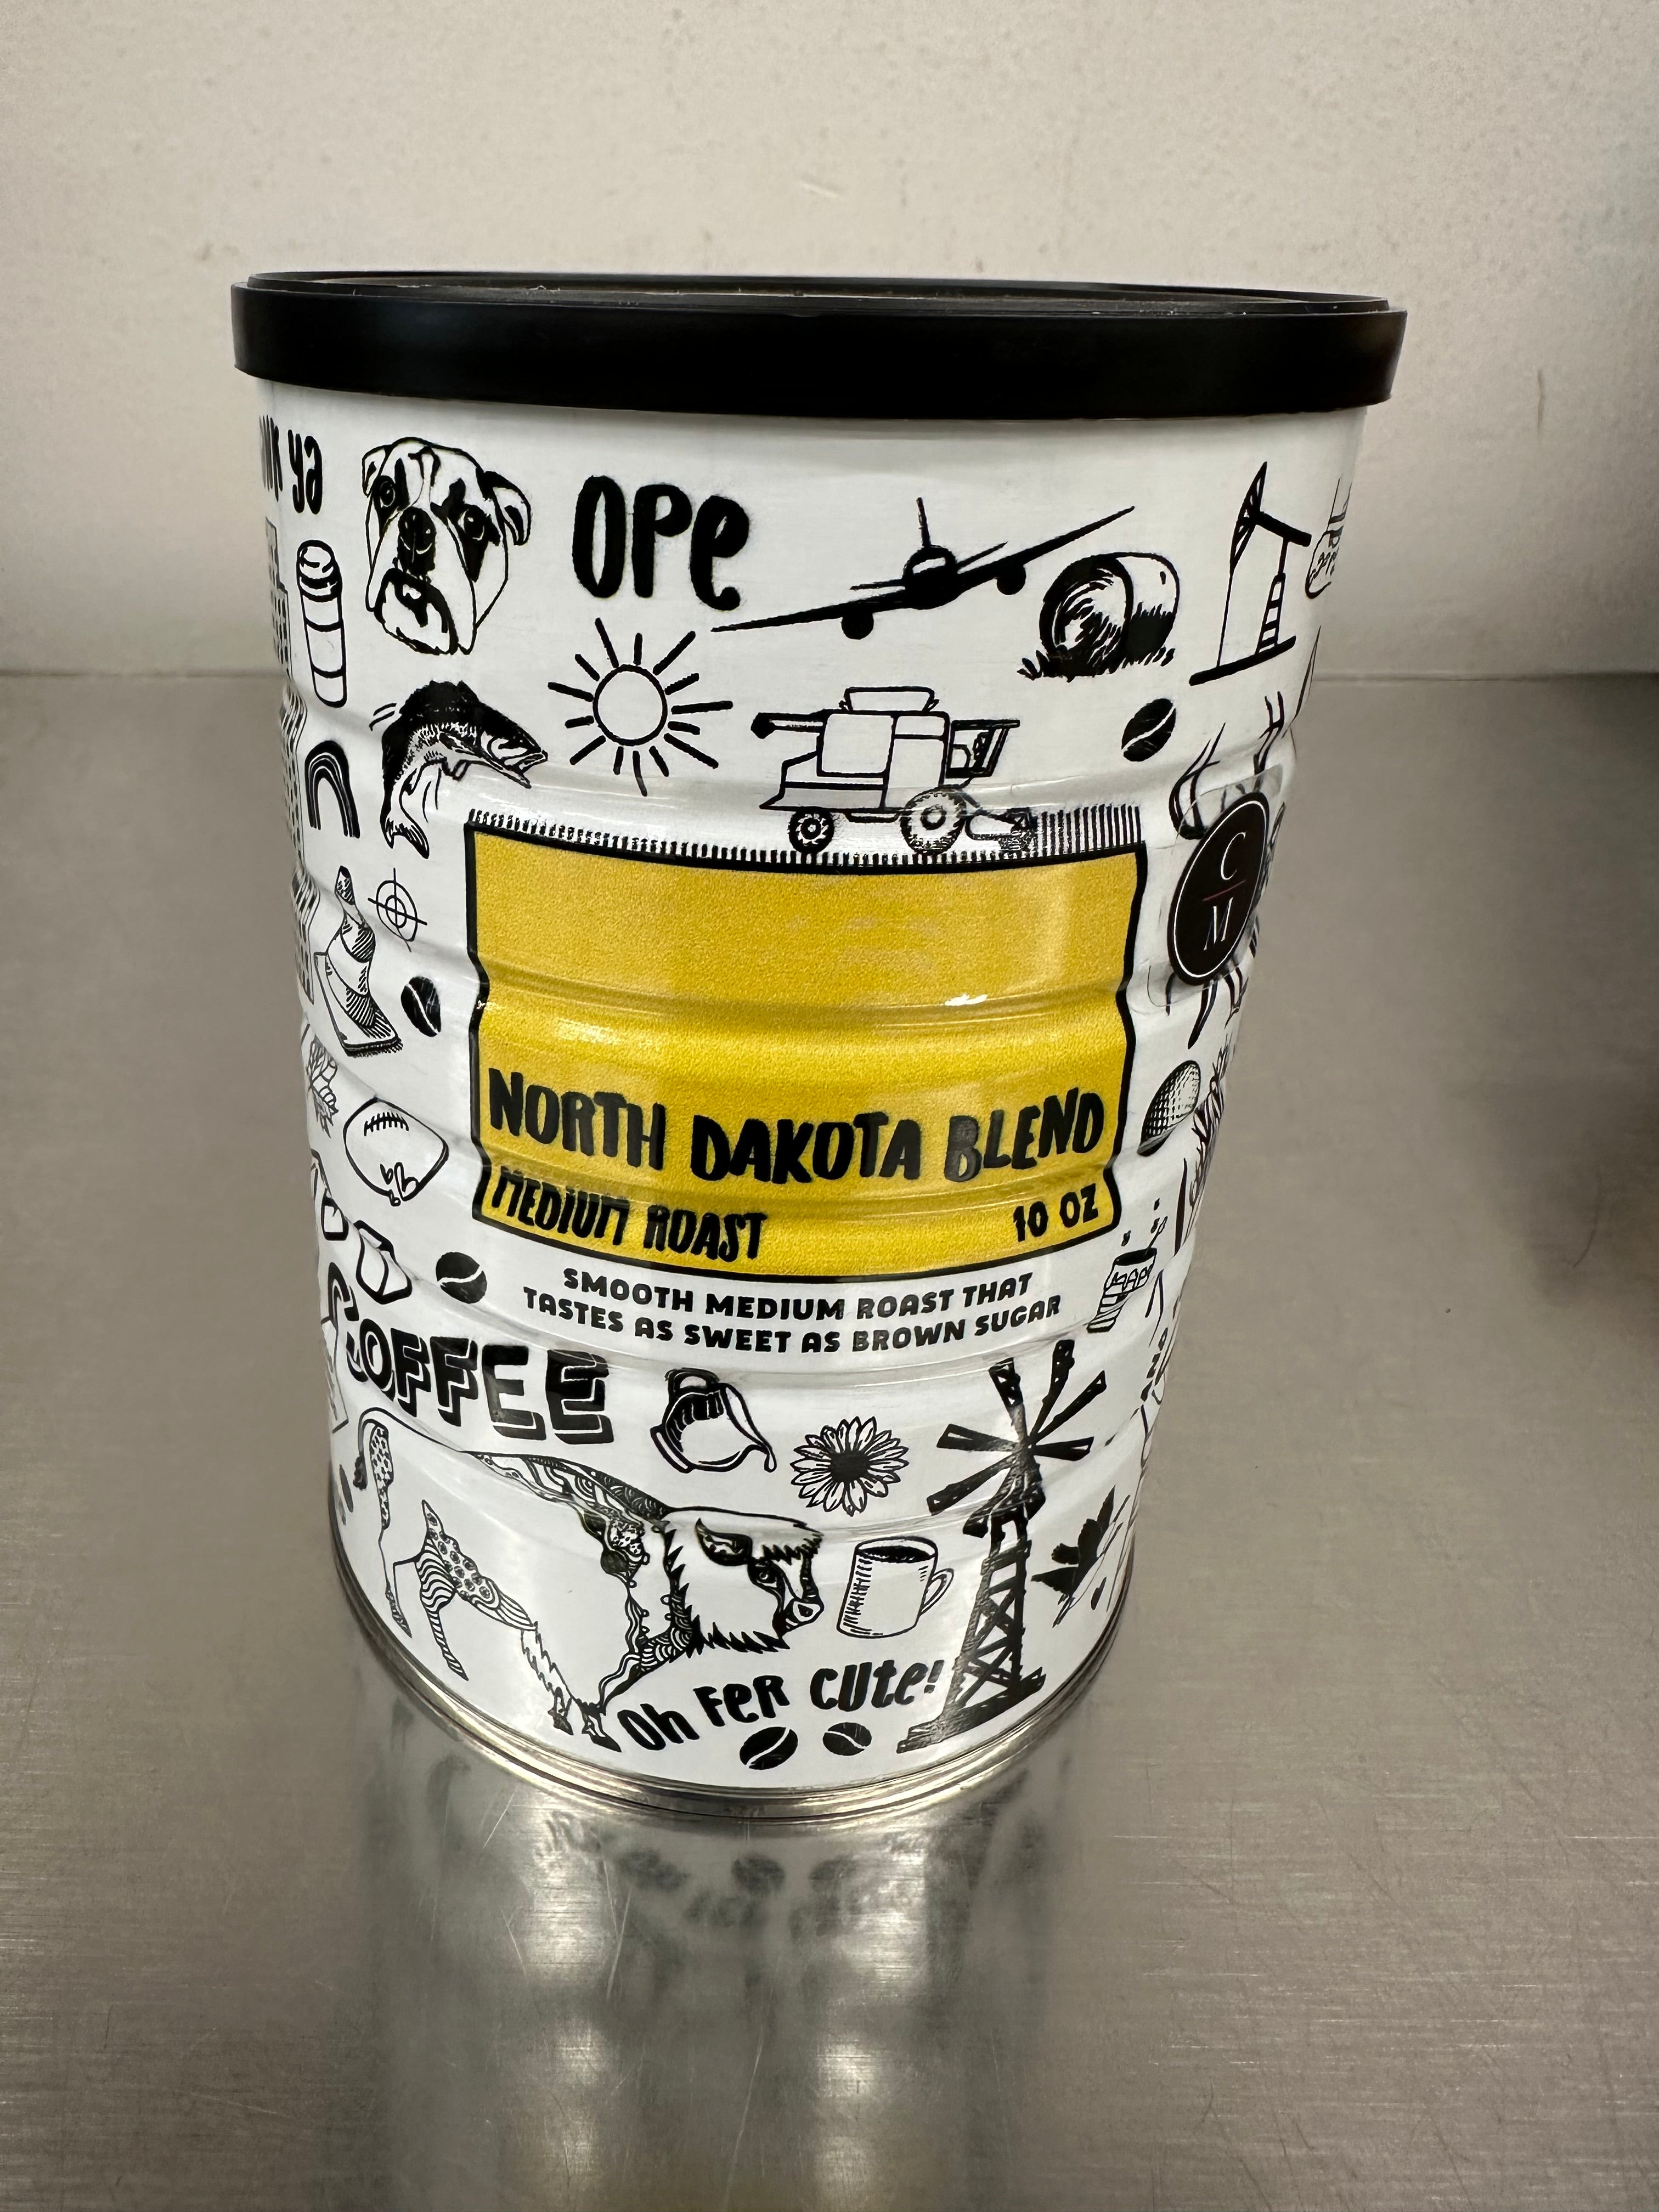 ya
OPe
C
M
NORTH DAKOTA BLEND
MEDIUM ROAST
10 OZ
SMOOTH MEDIUM ROAST THAT
TASTES AS SWEET AS BROWN SUGAR
COFFEE
Oh Fer cute!